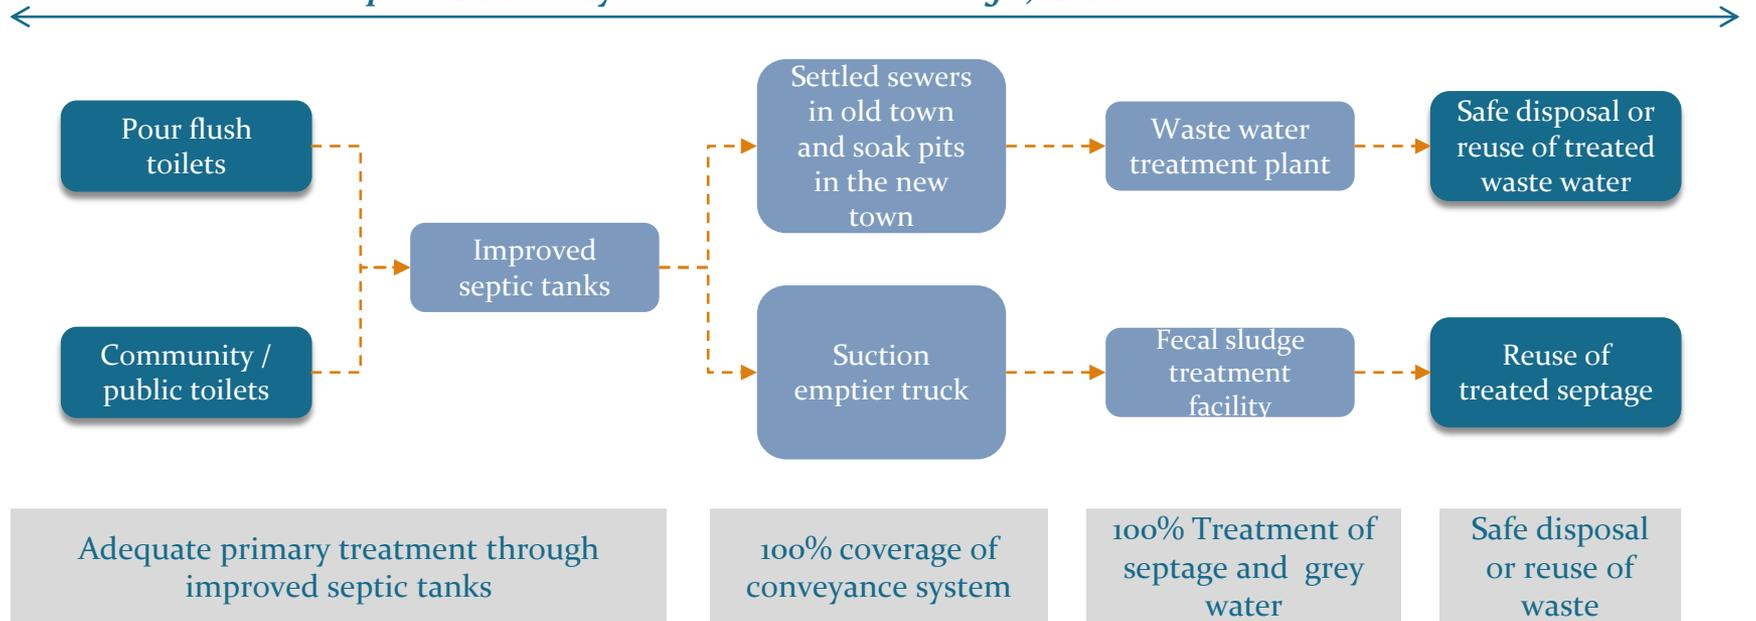 Pour flush
toilets
Community /
public toilets
Improved
septic tanks
Settled sewers
in old town
and soak pits
in the new
town
Suction
emptier truck
Waste water
treatment plant
Fecal sludge
treatment
facility
Safe disposal or
reuse of treated
waste water
Reuse of
treated septage
Adequate primary treatment through
improved septic tanks
100% coverage of
conveyance system
100% Treatment of
septage and grey
water
Safe disposal
or reuse of
waste